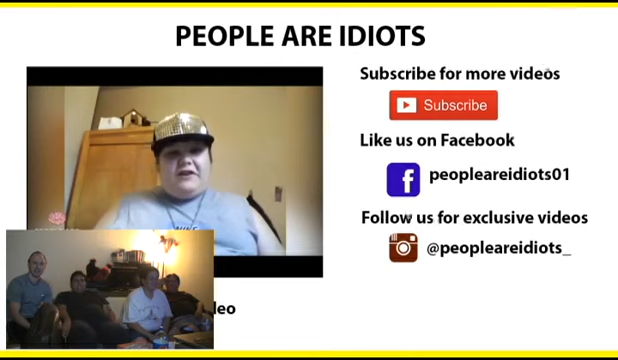 PEOPLE ARE IDIOTS
Subscribe for more videos
Subscribe
Like us on Facebook
f
peopleareidiots01
Follow us for exclusive videos
@peopleareidiots_